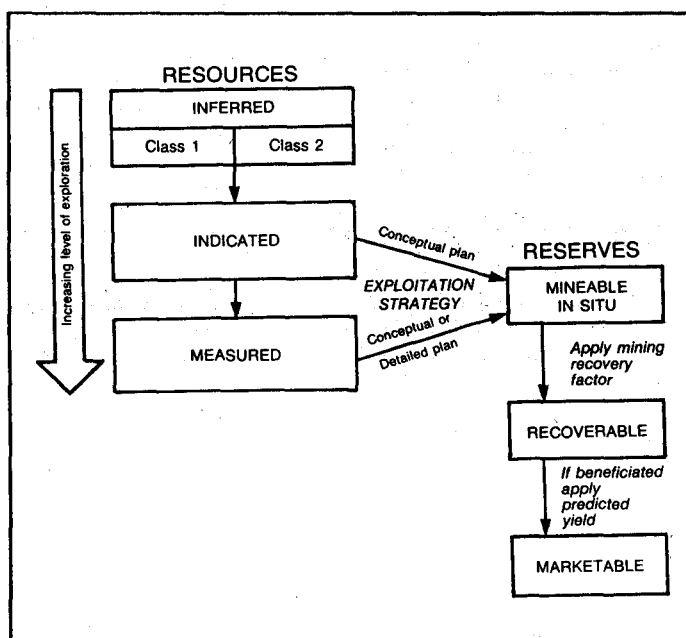 RESOURCES
INFERRED
Class 1
Class 2
Increasing level of exploration
INDICATED
Conceptual plan
RESERVES
EXPLOITATION
STRATEGY
MINEABLE
IN SITU
Conceptual or
Detailed plan
MEASURED
Apply mining
recovery
factor
RECOVERABLE
If beneficiated
apply
predicted
yield
MARKETABLE